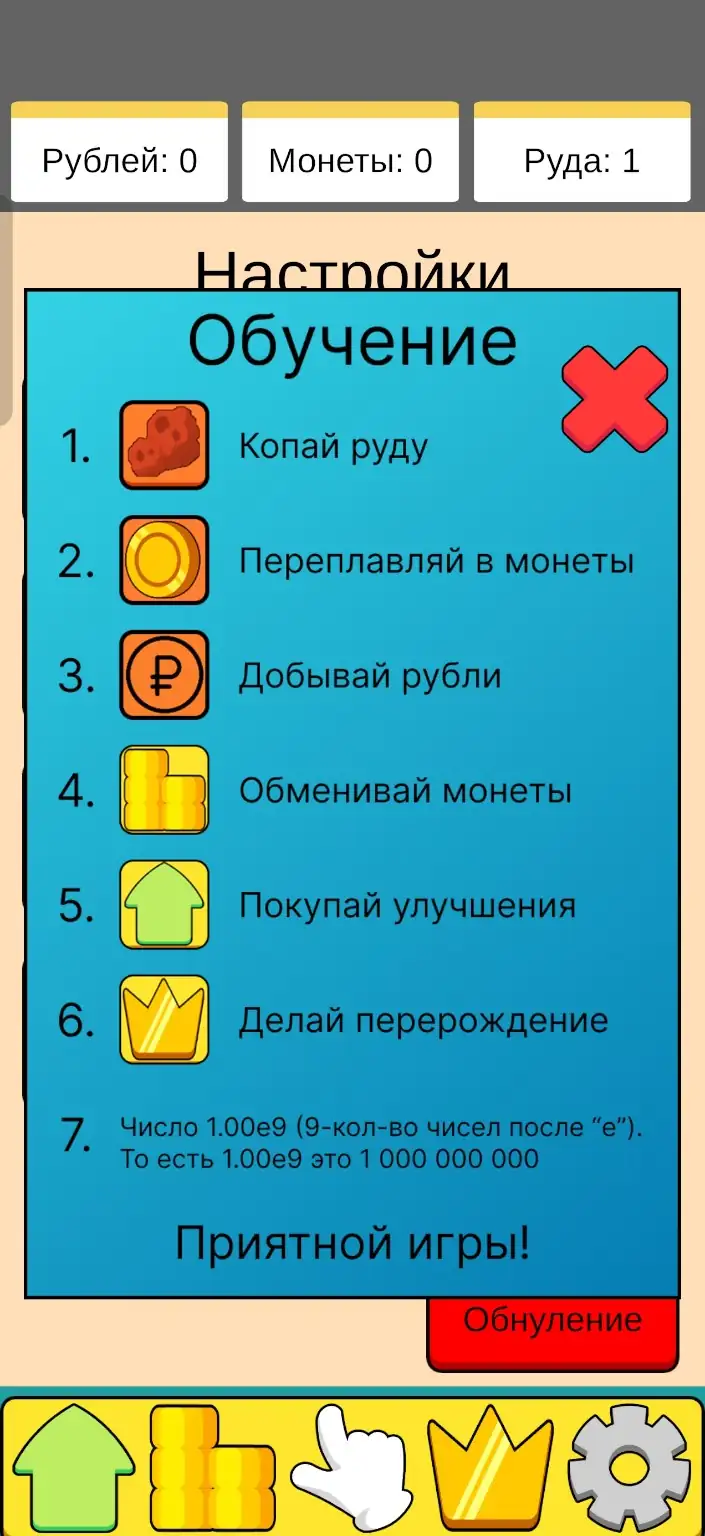 Рублей: 0
Монеты: 0
Руда: 1
Настройки
Обучение
1. Копай руду
2. Переплавляй в монеты
3. Добывай рубли
4. Обменивай монеты
5. Покупай улучшения
6. Делай перерождение
7. Число 1.00e9 (9-кол-во чисел после “e”).
То есть 1.00e9 это 1 000 000 000
Приятной игры!
Обнуление